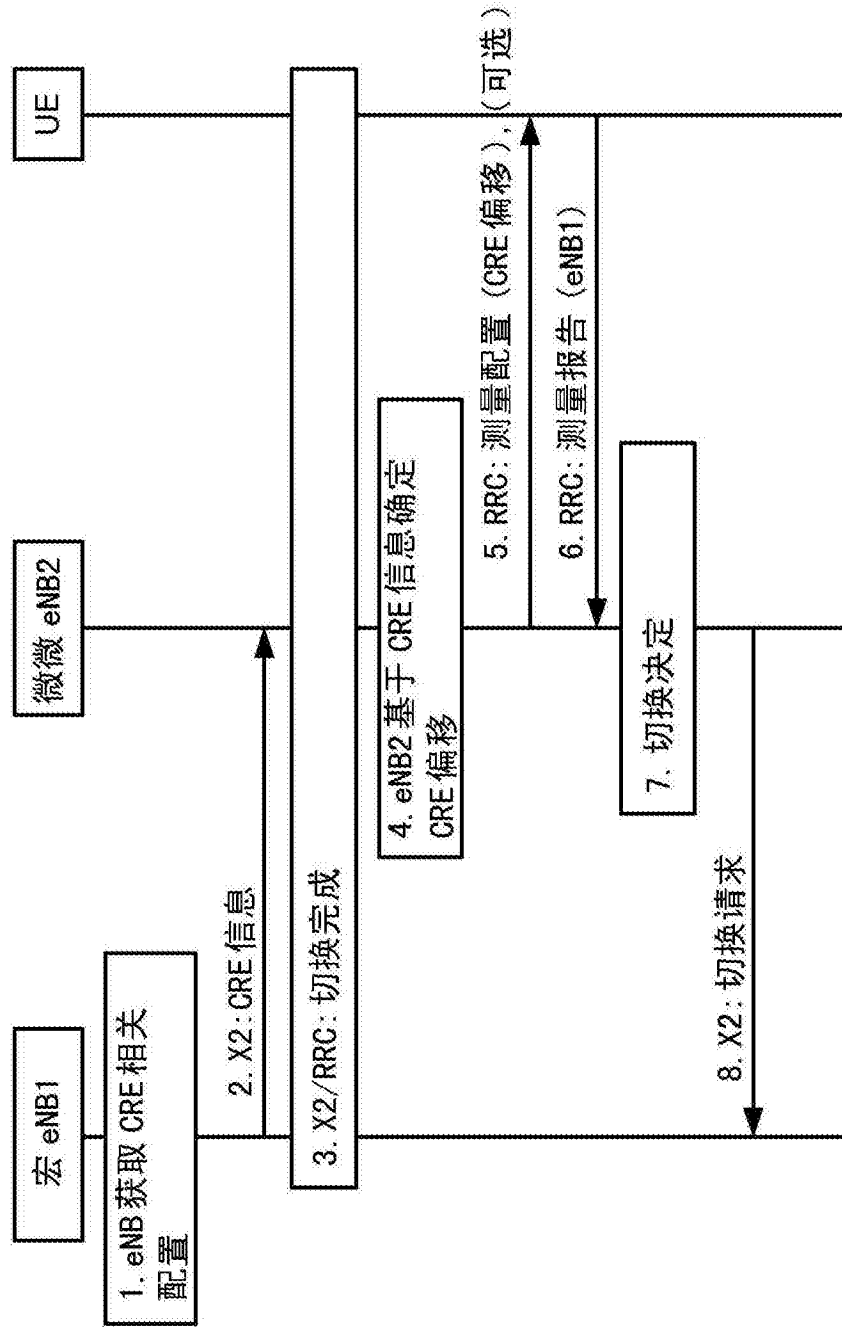 宏 eNB1
微微 eNB2
UE
1. eNB 获取 CRE 相关
配置
2. X2: CRE 信息
3. X2/RRC: 切换完成
4. eNB2 基于 CRE 信息确定
CRE 偏移
5. RRC: 测量配置 (CRE 偏移), (可选)
6. RRC: 测量报告 (eNB1)
7. 切换决定
8. X2: 切换请求